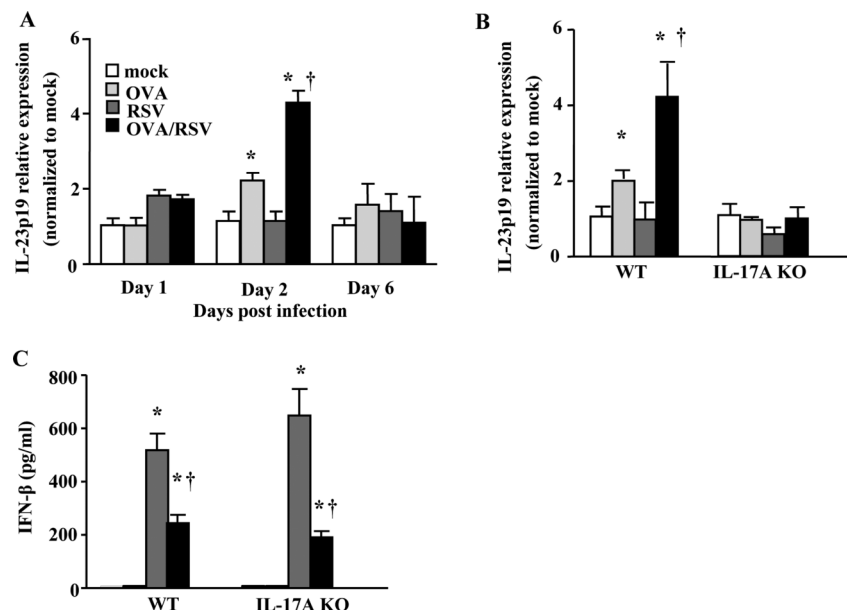 A
IL-23p19 relative expression
(normalized to mock)
6
4
2
0
mock
OVA
RSV
OVA/RSV
*
* †
Day 1
Day 2
Day 6
Days post infection
B
IL-23p19 relative expression
(normalized to mock)
6
4
2
0
*
* †
WT
IL-17A KO
C
IFN-β (pg/ml)
800
600
400
200
0
*
*†
*
*†
WT
IL-17A KO